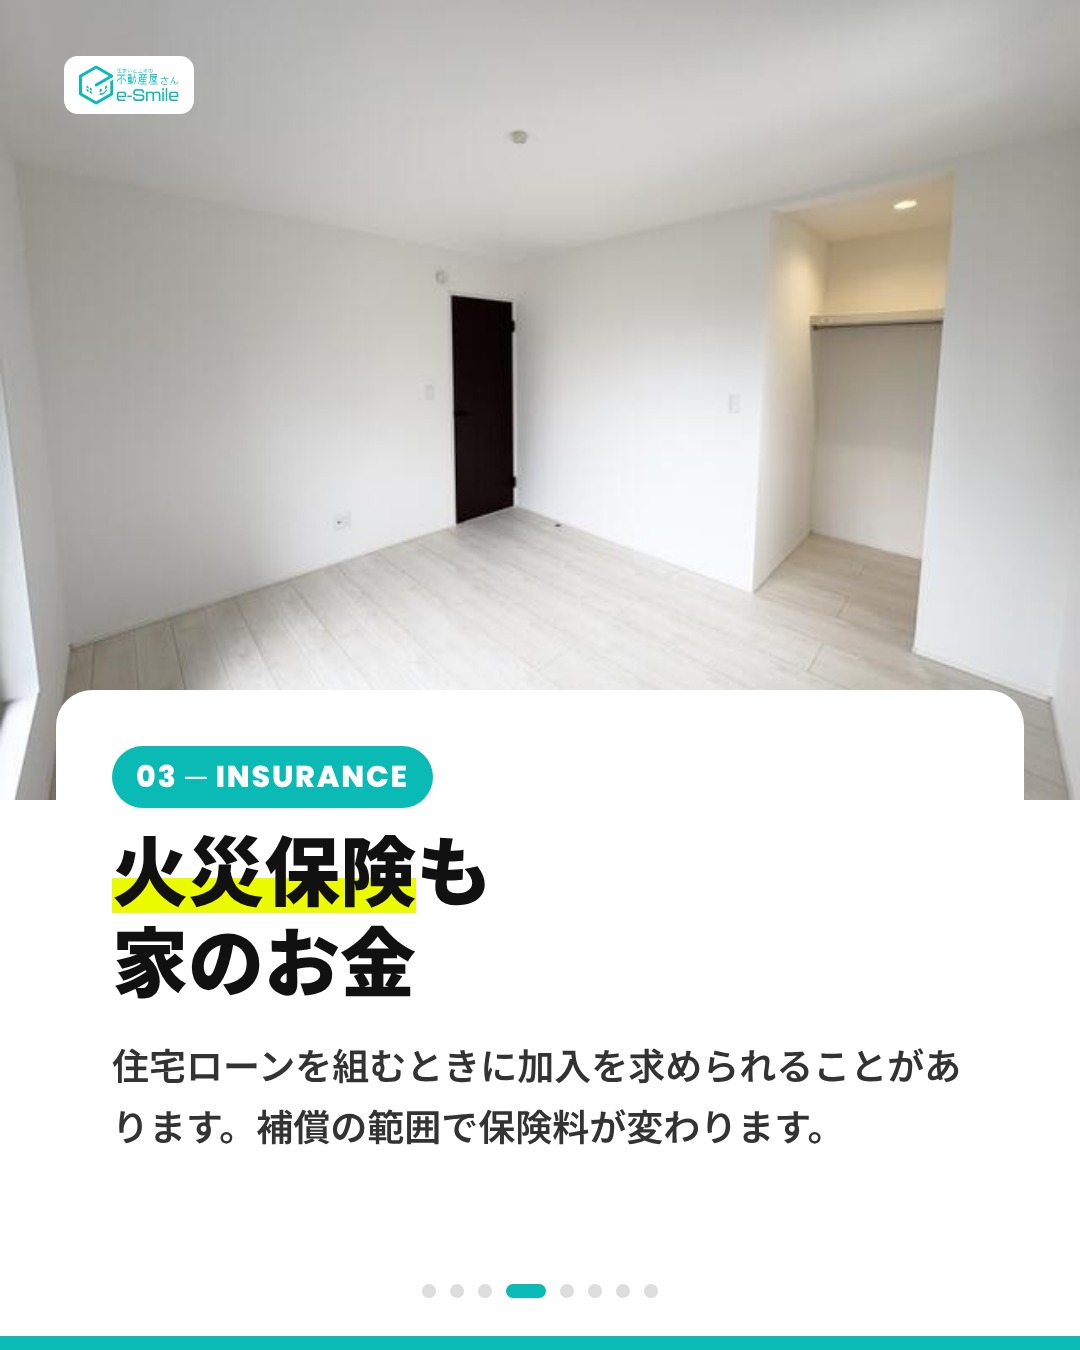 不動産屋さん
e-Smile
03 — INSURANCE
火災保険も
家のお金
住宅ローンを組むときに加入を求められることがあ
ります。補償の範囲で保険料が変わります。